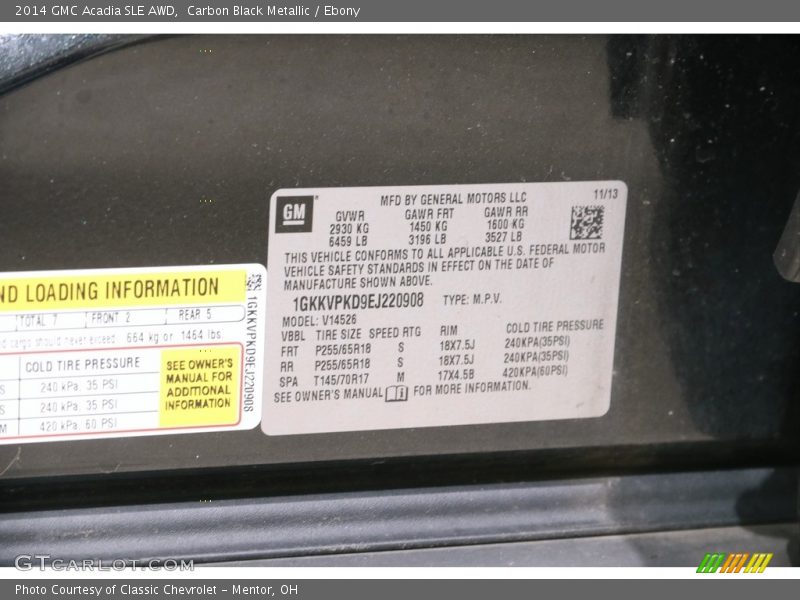 2014 GMC Acadia SLE AWD,  Carbon Black Metallic / Ebony
GM
MFD BY GENERAL MOTORS LLC
11/13
GVWR GAWR FRT GAWR RR
2930 KG 1450 KG 1600 KG
6459 LB 3196 LB 3527 LB
THIS VEHICLE CONFORMS TO ALL APPLICABLE U.S. FEDERAL MOTOR
VEHICLE SAFETY STANDARDS IN EFFECT ON THE DATE OF
MANUFACTURE SHOWN ABOVE.
1GKKVPKD9EJ220908 TYPE: M.P.V.
MODEL: V14526
VBBL TIRE SIZE SPEED RTG RIM COLD TIRE PRESSURE
FRT P255/65R18 S 18X7.5J 240KPA(35PSI)
RR P255/65R18 S 18X7.5J 240KPA(35PSI)
SPA T145/70R17 M 17X4.5B 420KPA(60PSI)
SEE OWNER'S MANUAL i FOR MORE INFORMATION.
ND LOADING INFORMATION
TOTAL 7 FRONT 2 REAR 5
cargo should never exceed 664 kg or 1464 lbs.
COLD TIRE PRESSURE
S 240 kPa, 35 PSI
S 240 kPa, 35 PSI
M 420 kPa, 60 PSI
SEE OWNER'S
MANUAL FOR
ADDITIONAL
INFORMATION
1GKKVPKD9EJ220908
GTCARLOT.COM
Photo Courtesy of Classic Chevrolet - Mentor, OH